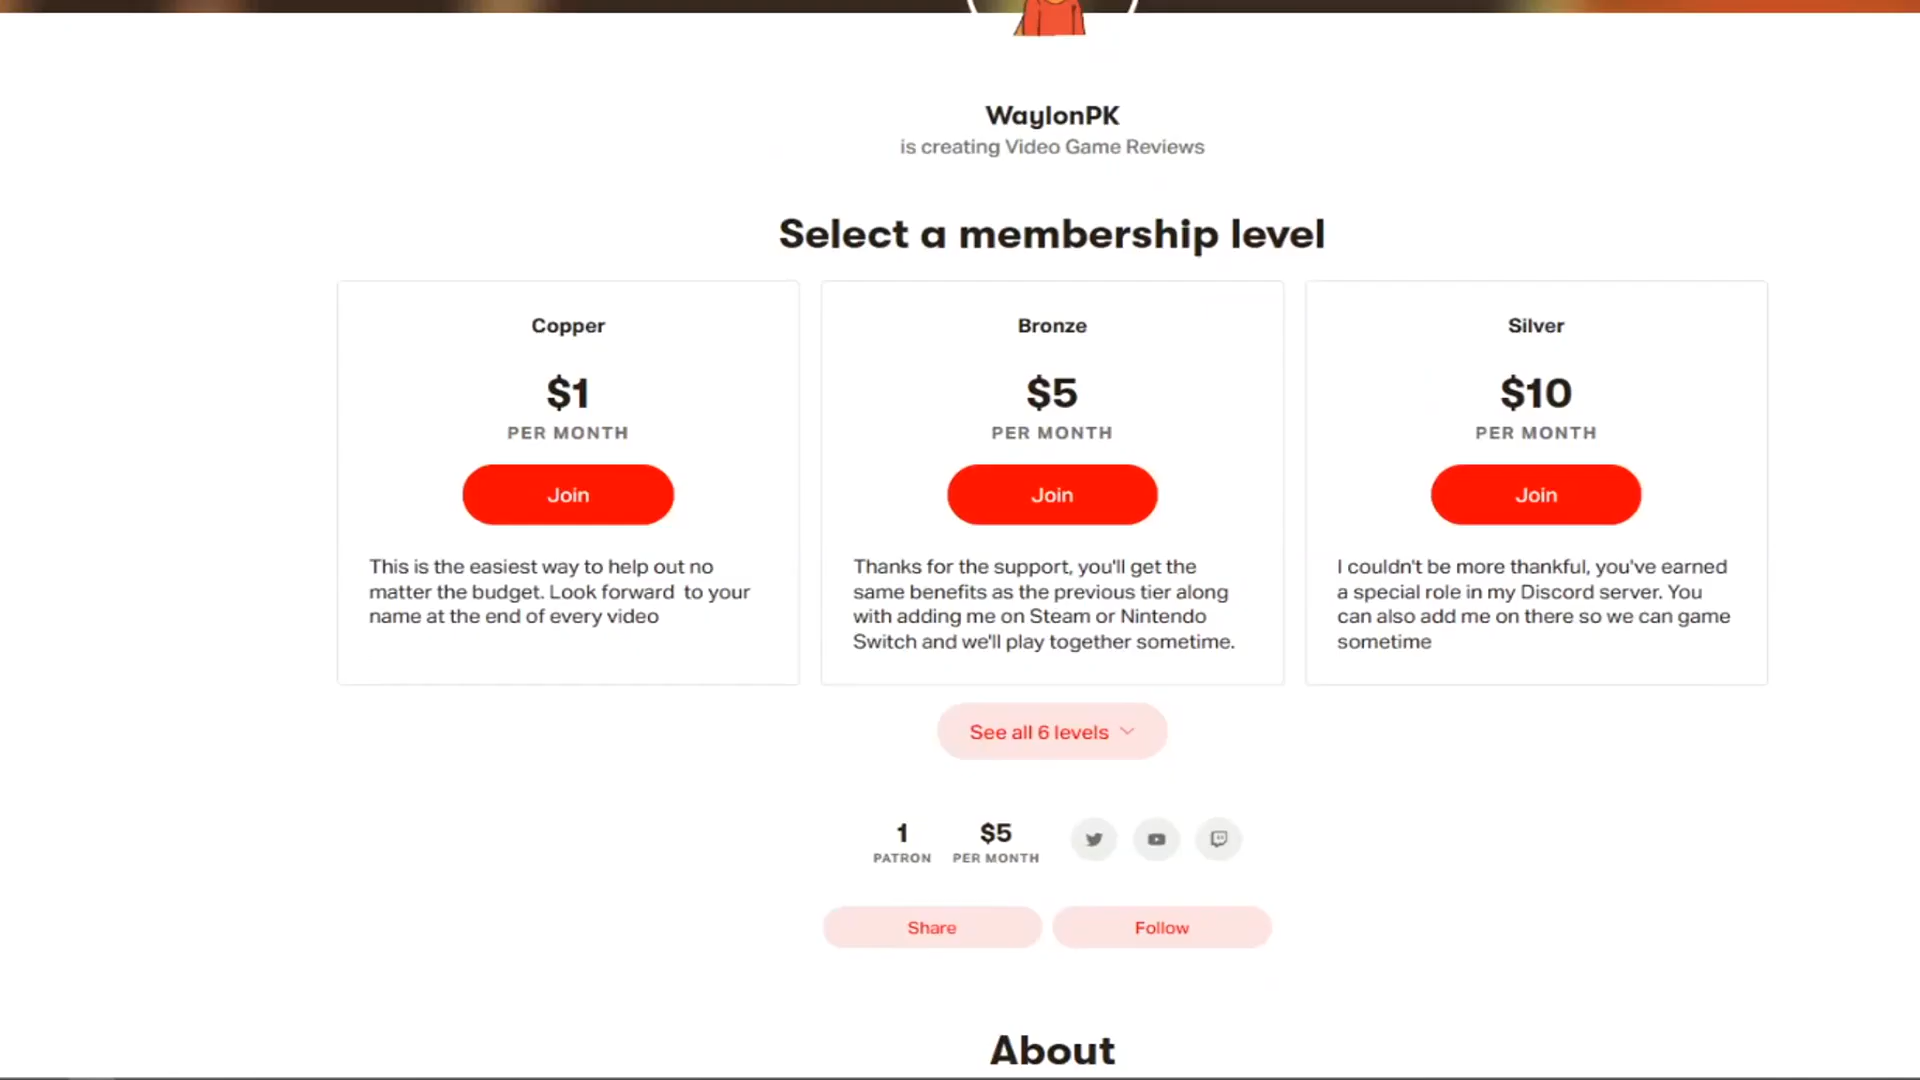 WaylonPK
is creating Video Game Reviews
Select a membership level
Copper
$1
PER MONTH
Join
This is the easiest way to help out no
matter the budget. Look forward to your
name at the end of every video
Bronze
$5
PER MONTH
Join
Thanks for the support, you'll get the
same benefits as the previous tier along
with adding me on Steam or Nintendo
Switch and we'll play together sometime.
Silver
$10
PER MONTH
Join
I couldn't be more thankful, you've earned
a special role in my Discord server. You
can also add me on there so we can game
sometime
See all 6 levels
1
PATRON
$5
PER MONTH
Share
Follow
About